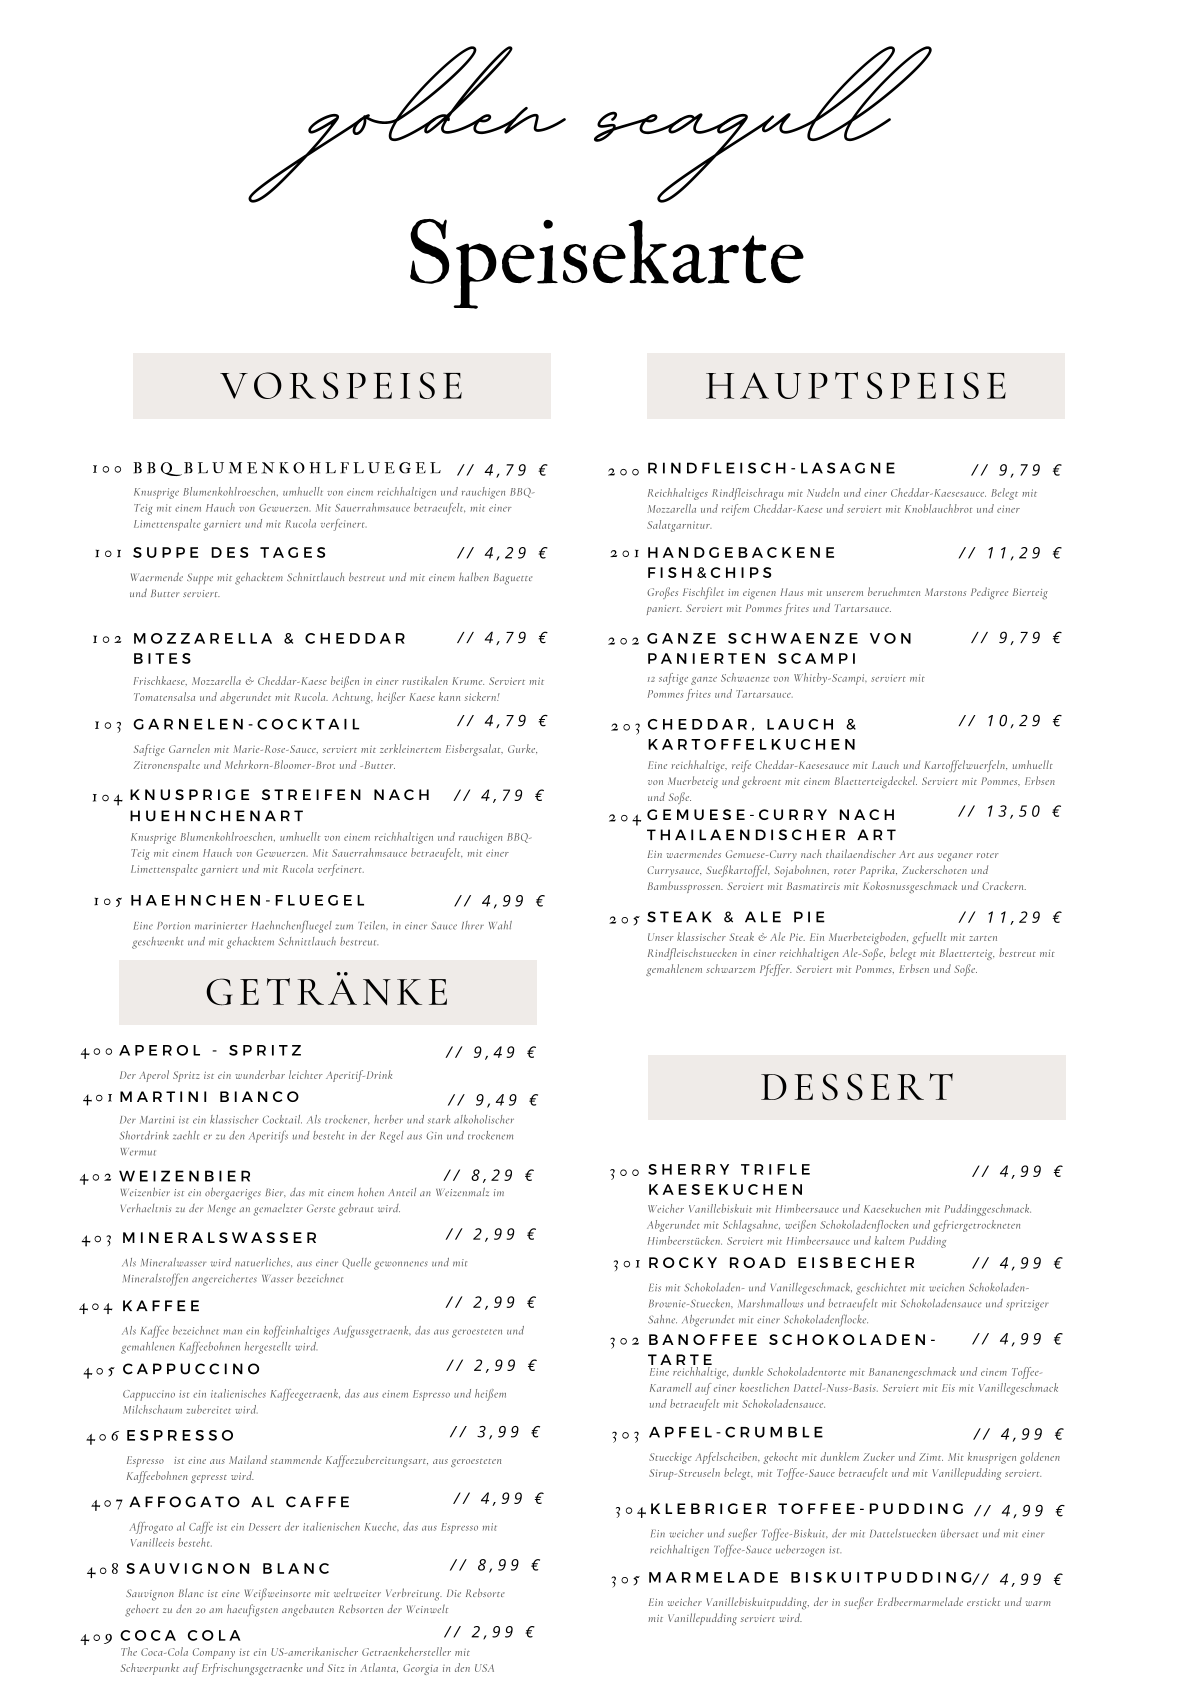 golden seagull
Speisekarte
VORSPEISE
100 BBQ BLUMENKOHLFLUEGEL // 4,79 €
Knusprige Blumenkohlroeschen, umhuellt von einem reichhaltigen und rauchigen BBQ-
Teig mit einem Hauch von Gewuerzen. Mit Sauerrahmsauce betraeufelt, mit einer
Limettenspalte garniert und mit Rucola verfeinert.
101 SUPPE DES TAGES // 4,29 €
Waermende Suppe mit gehacktem Schnittlauch bestreut und mit einem halben Baguette
und Butter serviert.
102 MOZZARELLA & CHEDDAR // 4,79 €
BITES
Frischkaese, Mozzarella & Cheddar-Kaese beißen in einer rustikalen Krume. Serviert mit
Tomatensalsa und abgerundet mit Rucola. Achtung, heißer Kaese kann sickern!
103 GARNELEN-COCKTAIL // 4,79 €
Saftige Garnelen mit Marie-Rose-Sauce, serviert mit zerkleinertem Eisbergsalat, Gurke,
Zitronenspalte und Mehrkorn-Bloomer-Brot und -Butter.
104 KNUSPRIGE STREIFEN NACH // 4,79 €
HUEHNCHENART
Knusprige Blumenkohlroeschen, umhuellt von einem reichhaltigen und rauchigen BBQ-
Teig mit einem Hauch von Gewuerzen. Mit Sauerrahmsauce betraeufelt, mit einer
Limettenspalte garniert und mit Rucola verfeinert.
105 HAEHNCHEN-FLUEGEL // 4,99 €
Eine Portion marinierter Haehnchenfluegel zum Teilen, in einer Sauce Ihrer Wahl
geschwenkt und mit gehacktem Schnittlauch bestreut.
GETRÄNKE
400 APEROL - SPRITZ // 9,49 €
Der Aperol Spritz ist ein wunderbar leichter Aperitif-Drink
401 MARTINI BIANCO // 9,49 €
Der Martini ist ein klassischer Cocktail. Als trockener, herber und stark alkoholischer
Shortdrink zaehlt er zu den Aperitifs und besteht in der Regel aus Gin und trockenem
Wermut
402 WEIZENBIER // 8,29 €
Weizenbier ist ein obergaeriges Bier, das mit einem hohen Anteil an Weizenmalz im
Verhaeltnis zu der Menge an gemaelzter Gerste gebraut wird.
403 MINERALSWASSER // 2,99 €
Als Mineralwasser wird natuerliches, aus einer Quelle gewonnenes und mit
Mineralstoffen angereichertes Wasser bezeichnet
404 KAFFEE // 2,99 €
Als Kaffee bezeichnet man ein koffeinhaltiges Aufgussgetraenk, das aus geroesteten und
gemahlenen Kaffeebohnen hergestellt wird.
405 CAPPUCCINO // 2,99 €
Cappuccino ist ein italienisches Kaffeegetraenk, das aus einem Espresso und heißem
Milchschaum zubereitet wird.
406 ESPRESSO // 3,99 €
Espresso ist eine aus Mailand stammende Kaffeezubereitungsart, aus geroesteten
Kaffeebohnen gepresst wird.
407 AFFOGATO AL CAFFE // 4,99 €
Affrogato al Caffe ist ein Dessert der italienischen Kueche, das aus Espresso mit
Vanilleeis besteht.
408 SAUVIGNON BLANC // 8,99 €
Sauvignon Blanc ist eine Weißweinsorte mit weltweiter Verbreitung. Die Rebsorte
gehoert zu den 20 am haeufigsten angebauten Rebsorten der Weinwelt
409 COCA COLA // 2,99 €
The Coca-Cola Company ist ein US-amerikanischer Getraenkehersteller mit
Schwerpunkt auf Erfrischungsgetraenke und Sitz in Atlanta, Georgia in den USA
HAUPTSPEISE
200 RINDFLEISCH-LASAGNE // 9,79 €
Reichhaltiges Rindfleischragu mit Nudeln und einer Cheddar-Kaesesauce. Belegt mit
Mozzarella und reifem Cheddar-Kaese und serviert mit Knoblauchbrot und einer
Salatgarnitur.
201 HANDGEBACKENE // 11,29 €
FISH&CHIPS
Großes Fischfilet im eigenen Haus mit unserem beruehmten Marstons Pedigree Bierteig
paniert. Serviert mit Pommes frites und Tartarsauce.
202 GANZE SCHWAENZE VON // 9,79 €
PANIERTEN SCAMPI
12 saftige ganze Schwaenze von Whitby-Scampi, serviert mit
Pommes frites und Tartarsauce.
203 CHEDDAR, LAUCH & // 10,29 €
KARTOFFELKUCHEN
Eine reichhaltige, reife Cheddar-Kaesesauce mit Lauch und Kartoffelwuerfeln, umhuellt
von Muerbeteig und gekroent mit einem Blaetterteigdeckel. Serviert mit Pommes, Erbsen
und Soße.
204 GEMUESE-CURRY NACH // 13,50 €
THAILAENDISCHER ART
Ein waermendes Gemuese-Curry nach thailaendischer Art aus veganer roter
Currysauce, Sueßkartoffel, Sojabohnen, roter Paprika, Zuckerschoten und
Bambussprossen. Serviert mit Basmatireis mit Kokosnussgeschmack und Crackern.
205 STEAK & ALE PIE // 11,29 €
Unser klassischer Steak & Ale Pie. Ein Muerbeteigboden, gefuellt mit zarten
Rindfleischstuecken in einer reichhaltigen Ale-Soße, belegt mit Blaetterteig, bestreut mit
gemahlenem schwarzem Pfeffer. Serviert mit Pommes, Erbsen und Soße.
DESSERT
300 SHERRY TRIFLE // 4,99 €
KAESEKUCHEN
Weicher Vanillebiskuit mit Himbeersauce und Kaesekuchen mit Puddinggeschmack.
Abgerundet mit Schlagsahne, weißen Schokoladenflocken und gefriergetrockneten
Himbeerstücken. Serviert mit Himbeersauce und kaltem Pudding
301 ROCKY ROAD EISBECHER // 4,99 €
Eis mit Schokoladen- und Vanillegeschmack, geschichtet mit weichen Schokoladen-
Brownie-Stuecken, Marshmallows und betraeufelt mit Schokoladensauce und spritziger
Sahne. Abgerundet mit einer Schokoladenflocke.
302 BANOFFEE SCHOKOLADEN- // 4,99 €
TARTE
Eine reichhaltige, dunkle Schokoladentorte mit Bananengeschmack und einem Toffee-
Karamell auf einer koestlichen Dattel-Nuss-Basis. Serviert mit Eis mit Vanillegeschmack
und betraeufelt mit Schokoladensauce.
303 APFEL-CRUMBLE // 4,99 €
Stueckige Apfelscheiben, gekocht mit dunklem Zucker und Zimt. Mit knusprigen goldenen
Sirup-Streuseln belegt, mit Toffee-Sauce betraeufelt und mit Vanillepudding serviert.
304 KLEBRIGER TOFFEE-PUDDING // 4,99 €
Ein weicher und sueßer Toffee-Biskuit, der mit Dattelstuecken übersaet und mit einer
reichhaltigen Toffee-Sauce ueberzogen ist.
305 MARMELADE BISKUITPUDDING // 4,99 €
Ein weicher Vanillebiskuitpudding, der in sueßer Erdbeermarmelade erstickt und warm
mit Vanillepudding serviert wird.